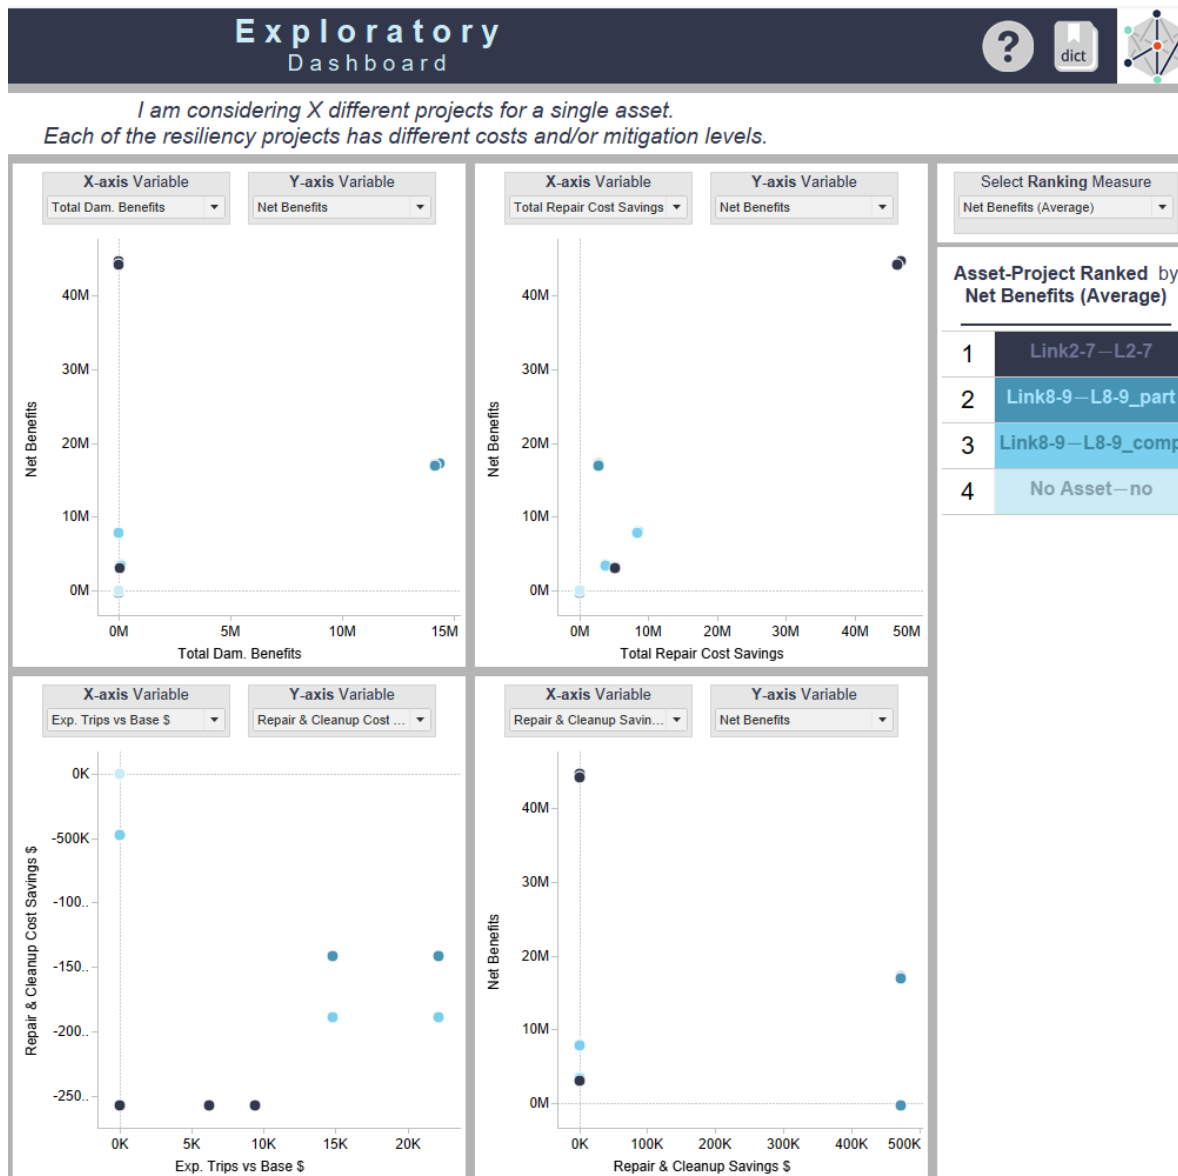 Exploratory
Dashboard
?
dict
I am considering X different projects for a single asset.
Each of the resiliency projects has different costs and/or mitigation levels.
X-axis Variable
Total Dam. Benefits
Y-axis Variable
Net Benefits
Net Benefits
40M
30M
20M
10M
0M
0M 5M 10M 15M
Total Dam. Benefits
X-axis Variable
Total Repair Cost Savings
Y-axis Variable
Net Benefits
Net Benefits
40M
30M
20M
10M
0M
0M 10M 20M 30M 40M 50M
Total Repair Cost Savings
Select Ranking Measure
Net Benefits (Average)
Asset-Project Ranked by
Net Benefits (Average)
1 Link2-7—L2-7
2 Link8-9—L8-9_part
3 Link8-9—L8-9_comp
4 No Asset—no
X-axis Variable
Exp. Trips vs Base $
Y-axis Variable
Repair & Cleanup Cost ...
Repair & Cleanup Cost Savings $
0K
-500K
-100..
-150..
-200..
-250..
0K 5K 10K 15K 20K
Exp. Trips vs Base $
X-axis Variable
Repair & Cleanup Savin...
Y-axis Variable
Net Benefits
Net Benefits
40M
30M
20M
10M
0M
0K 100K 200K 300K 400K 500K
Repair & Cleanup Savings $